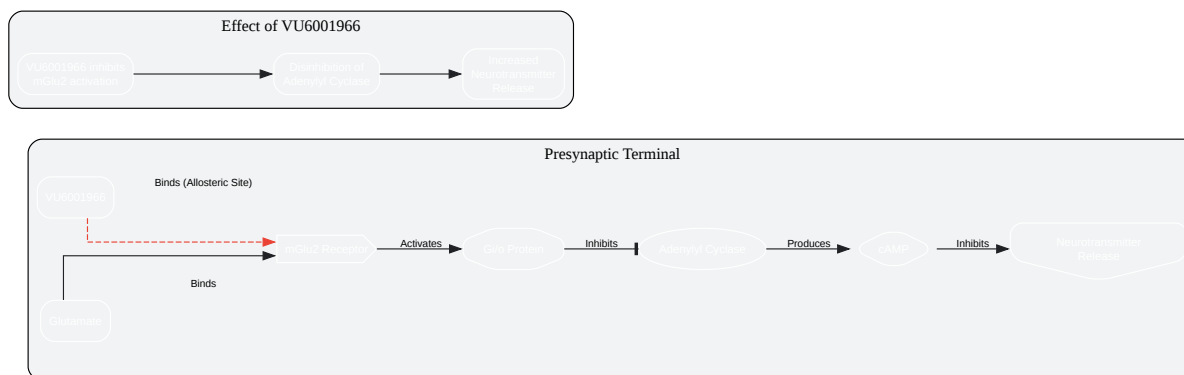 Effect of VU6001966
VU6001966 inhibits
mGlu2 activation
Disinhibition of
Adenylyl Cyclase
Increased
Neurotransmitter
Release
Presynaptic Terminal
VU6001966
Binds (Allosteric Site)
mGlu2 Receptor
Activates
Gi/o Protein
Inhibits
Adenylyl Cyclase
Produces
cAMP
Inhibits
Neurotransmitter
Release
Binds
Glutamate